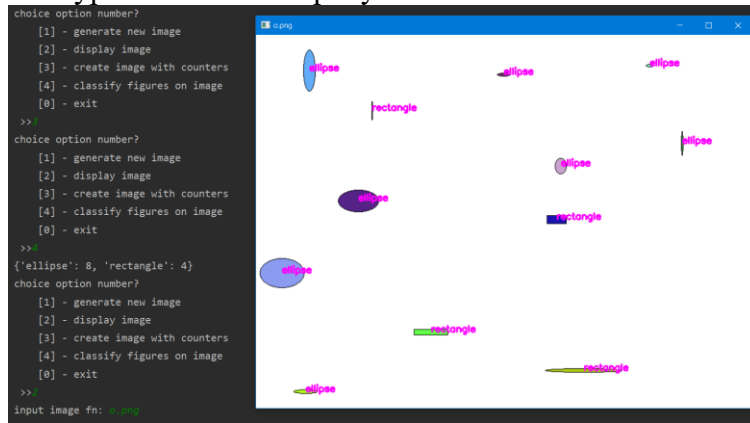 choice option number?
[1] - generate new image
[2] - display image
[3] - create image with counters
[4] - classify figures on image
[0] - exit
>>3
choice option number?
[1] - generate new image
[2] - display image
[3] - create image with counters
[4] - classify figures on image
[0] - exit
>>4
{'ellipse': 8, 'rectangle': 4}
choice option number?
[1] - generate new image
[2] - display image
[3] - create image with counters
[4] - classify figures on image
[0] - exit
>>2
input image fn: o.png
o.png
ellipse
ellipse
ellipse
rectangle
ellipse
ellipse
ellipse
rectangle
ellipse
rectangle
rectangle
ellipse